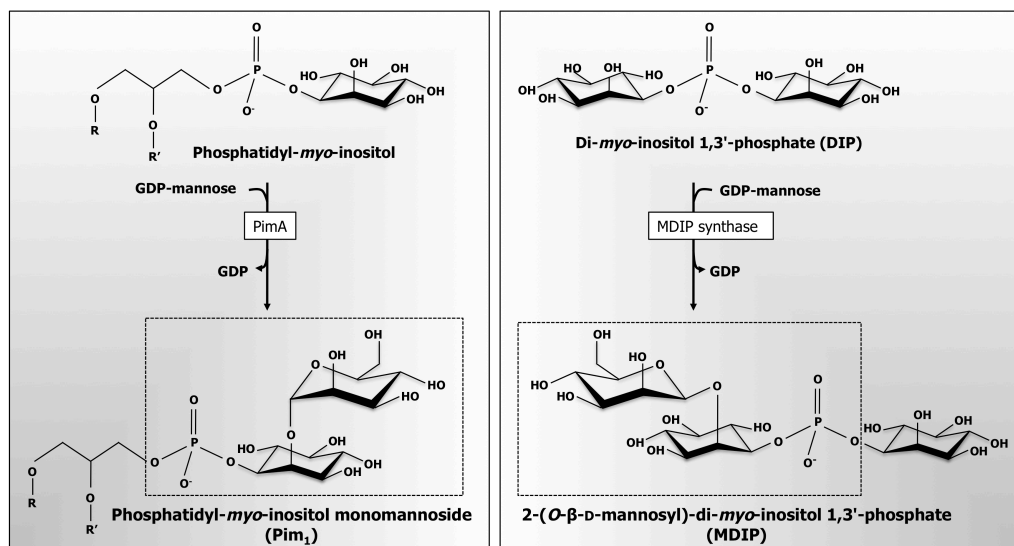 O
P
O
O
O-
O
R
O
R'
HO
OH
OH
OH
OH
Phosphatidyl-myo-inositol
GDP-mannose
PimA
GDP
OH
O
OH
HO
HO
O
O
P
O
O
O-
HO
OH
OH
OH
OH
O
R
O
R'
Phosphatidyl-myo-inositol monomannoside
(Pim₁)
O
P
O
O
O-
OH
OH
OH
HO
OH
HO
HO
OH
OH
OH
OH
Di-myo-inositol 1,3'-phosphate (DIP)
GDP-mannose
MDIP synthase
GDP
OH
HO
O
HO
HO
O
OH
OH
HO
OH
HO
O
O
P
O
O-
HO
OH
OH
OH
OH
2-(O-β-D-mannosyl)-di-myo-inositol 1,3'-phosphate
(MDIP)